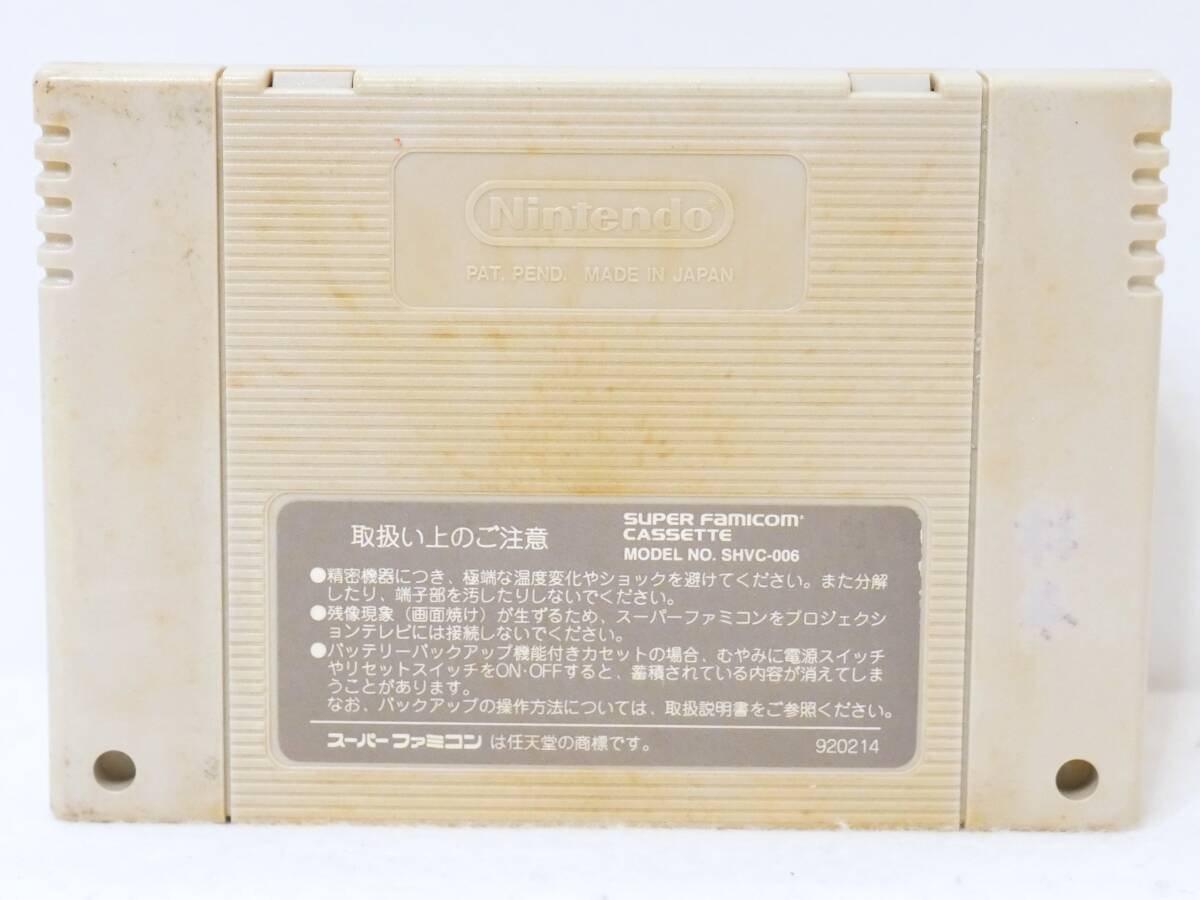 Nintendo®
PAT. PEND. MADE IN JAPAN
取扱い上のご注意
SUPER FAMICOM
CASSETTE
MODEL NO. SHVC-006
●精密機器につき、極端な温度変化やショックを避けてください。また分解
したり、端子部を汚したりしないでください。
●残像現象（画面焼け）が生ずるため、スーパーファミコンをプロジェクシ
ョンテレビには接続しないでください。
●バッテリーバックアップ機能付きカセットの場合、むやみに電源スイッチ
やリセットスイッチをON·OFFすると、蓄積されている内容が消えてしま
うことがあります。
なお、バックアップの操作方法については、取扱説明書をご参照ください。
スーパーファミコン は任天堂の商標です。
920214